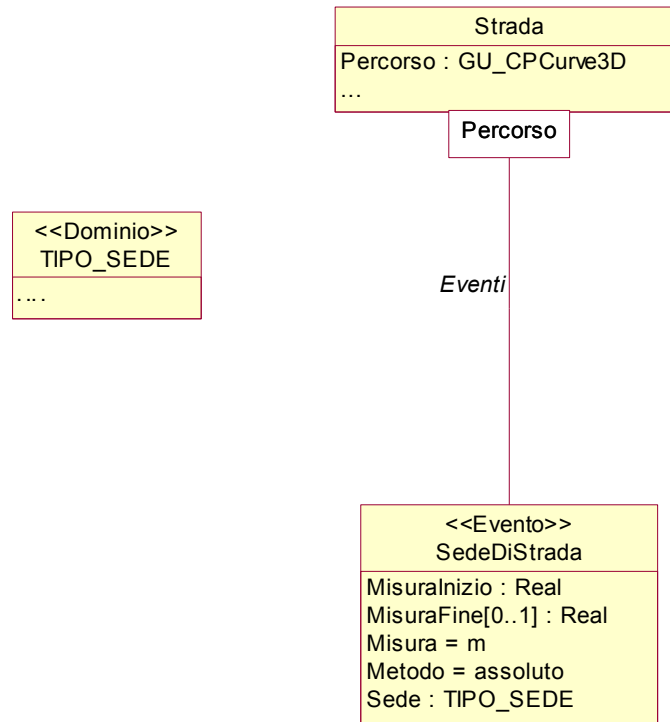 Strada
Percorso : GU_CPCurve3D
...
Percorso
<<Dominio>>
TIPO_SEDE
....
Eventi
<<Evento>>
SedeDiStrada
MisuraInizio : Real
MisuraFine[0..1] : Real
Misura = m
Metodo = assoluto
Sede : TIPO_SEDE